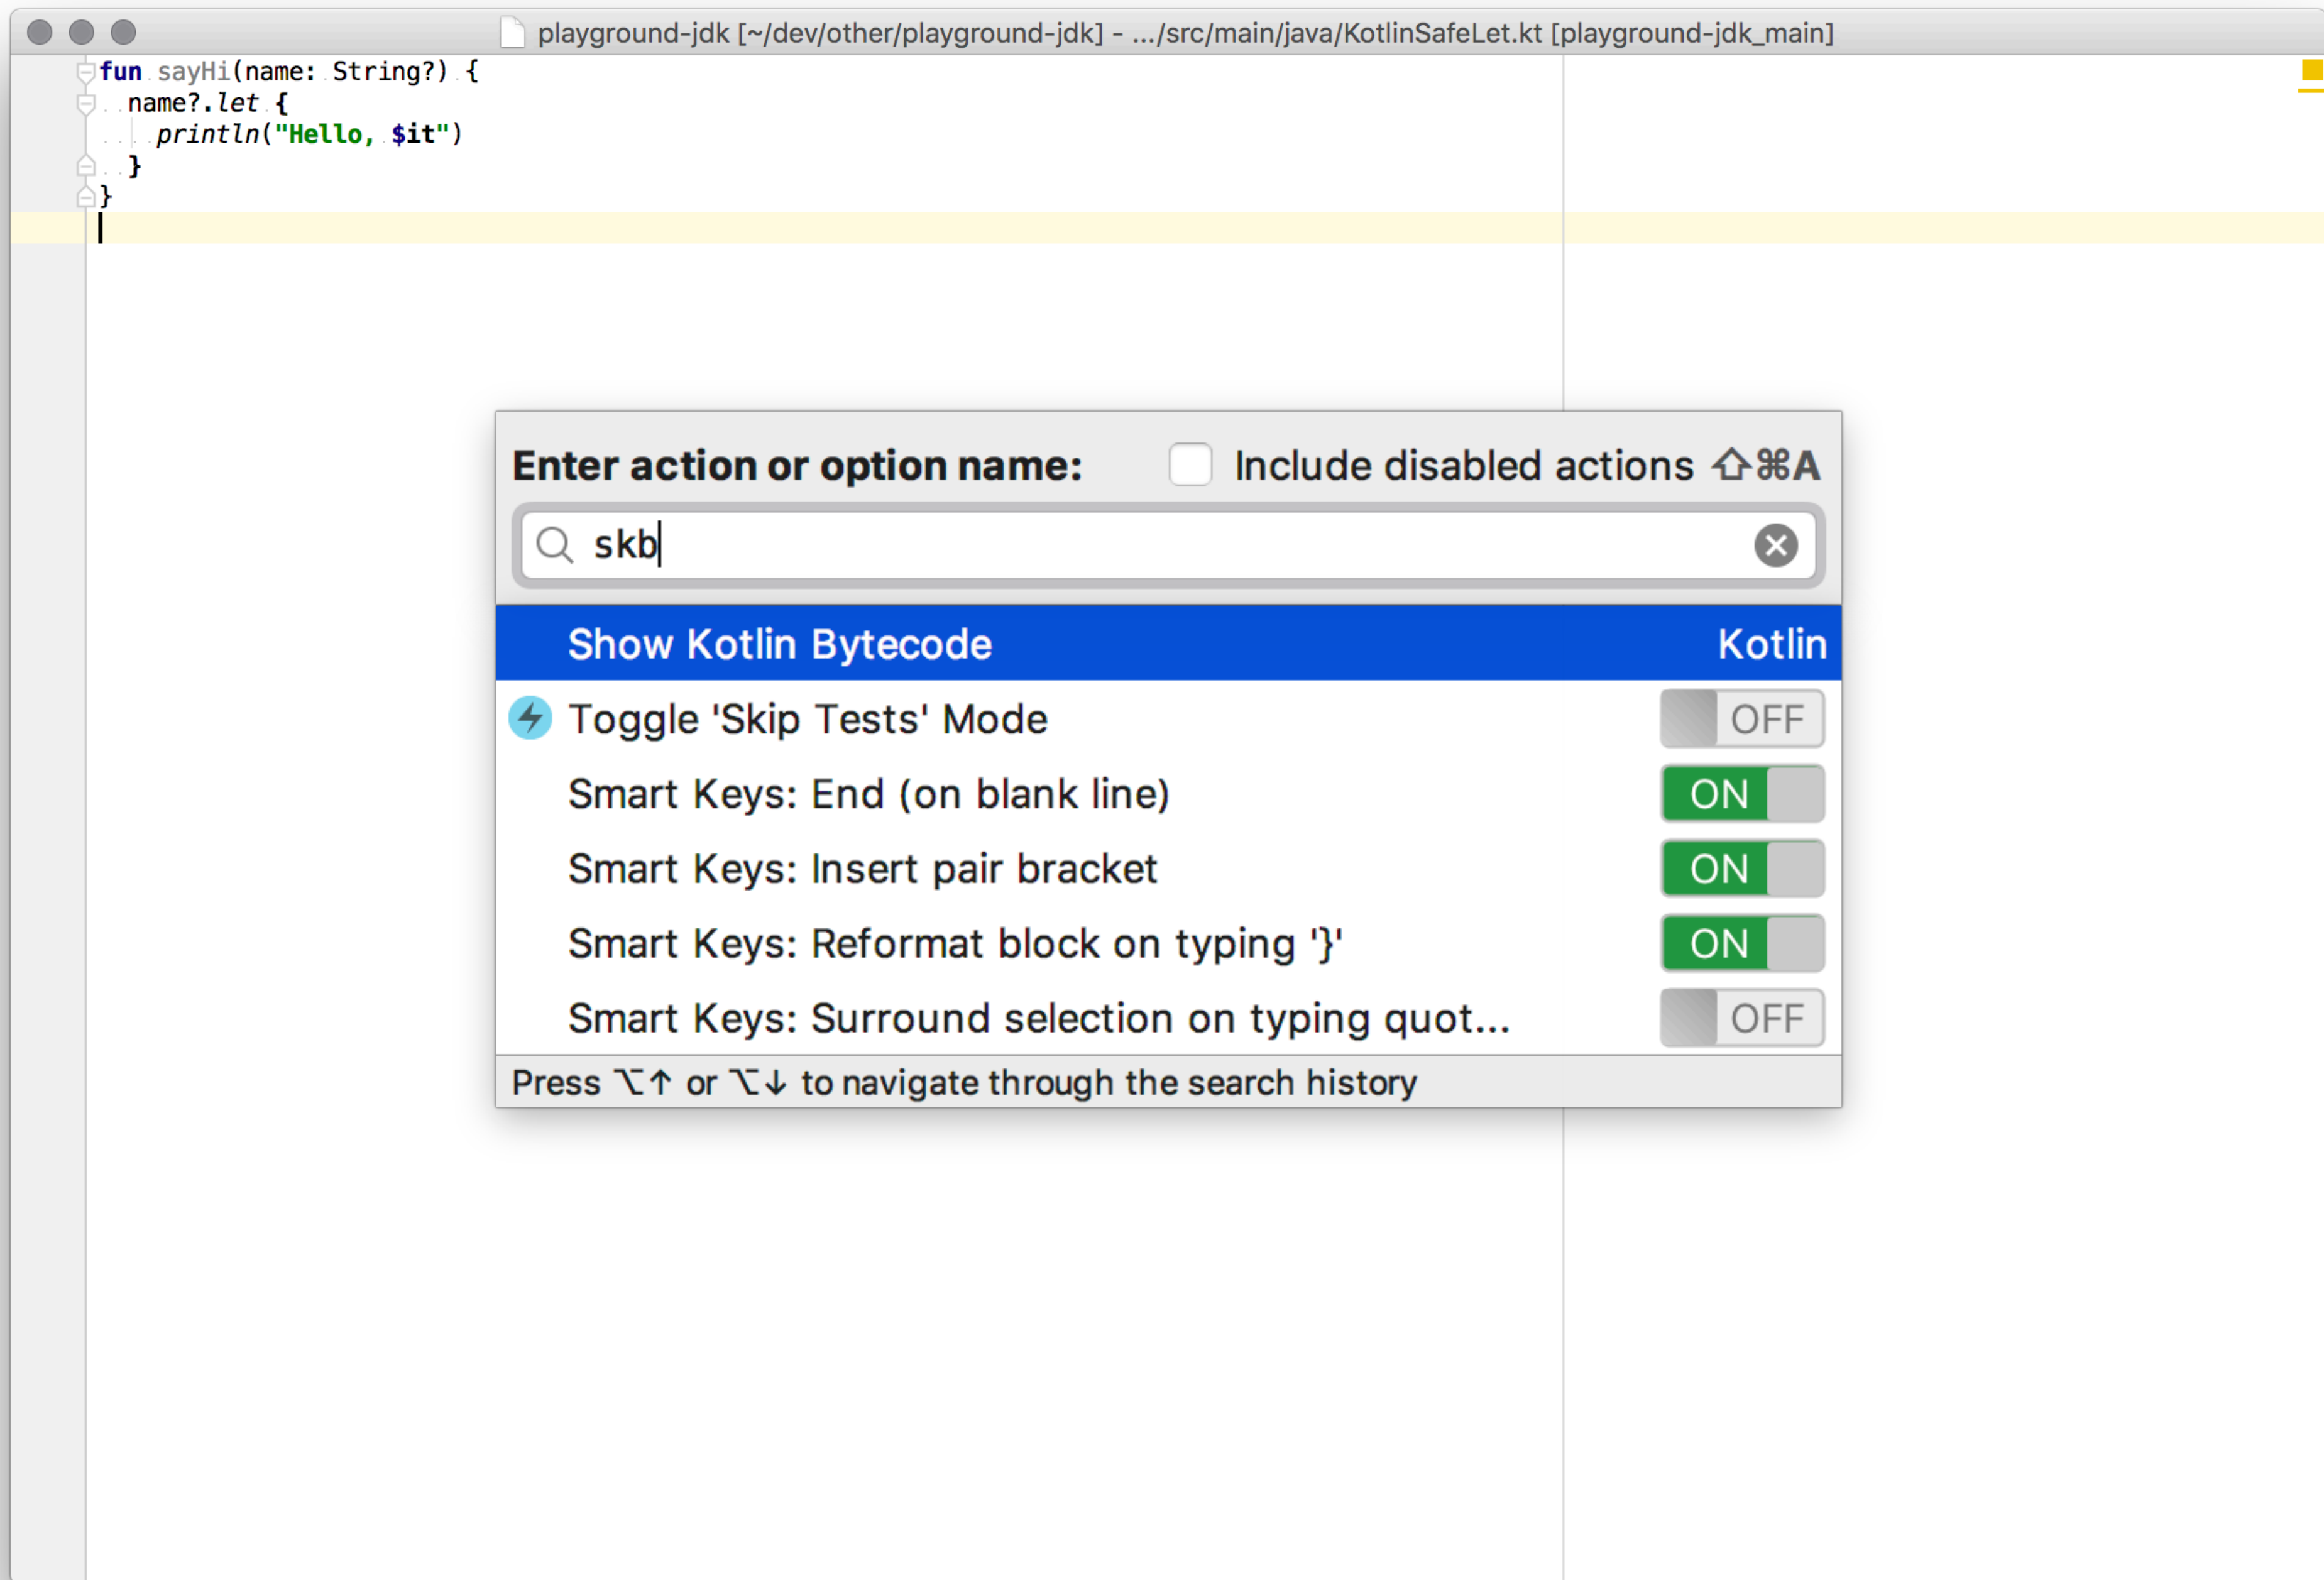 playground-jdk [~/dev/other/playground-jdk] - .../src/main/java/KotlinSafeLet.kt [playground-jdk_main]
fun sayHi(name: String?) {
name?.let {
println("Hello, $it")
}
}
Enter action or option name: Include disabled actions ⇧⌘A
skb
Show Kotlin Bytecode Kotlin
Toggle 'Skip Tests' Mode OFF
Smart Keys: End (on blank line) ON
Smart Keys: Insert pair bracket ON
Smart Keys: Reformat block on typing '}' ON
Smart Keys: Surround selection on typing quot... OFF
Press ⌥↑ or ⌥↓ to navigate through the search history